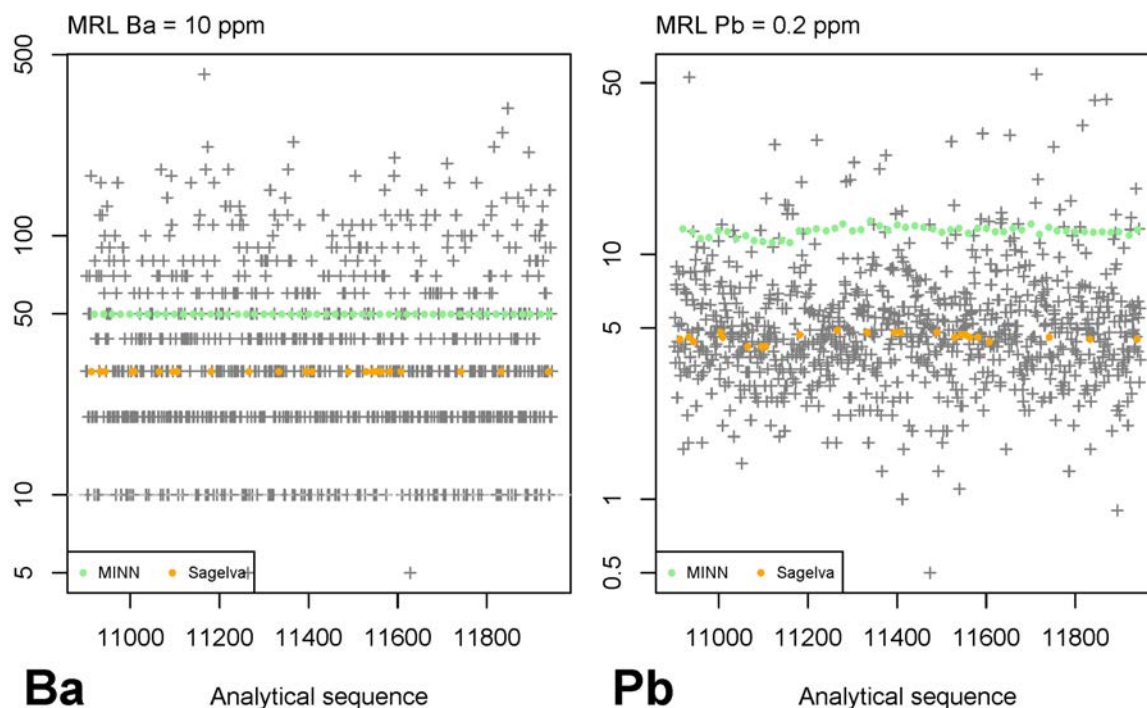 MRL Ba = 10 ppm
500
100
50
10
5
MINN
Sagelva
11000 11200 11400 11600 11800
Ba
Analytical sequence
MRL Pb = 0.2 ppm
50
10
5
1
0.5
MINN
Sagelva
11000 11200 11400 11600 11800
Pb
Analytical sequence